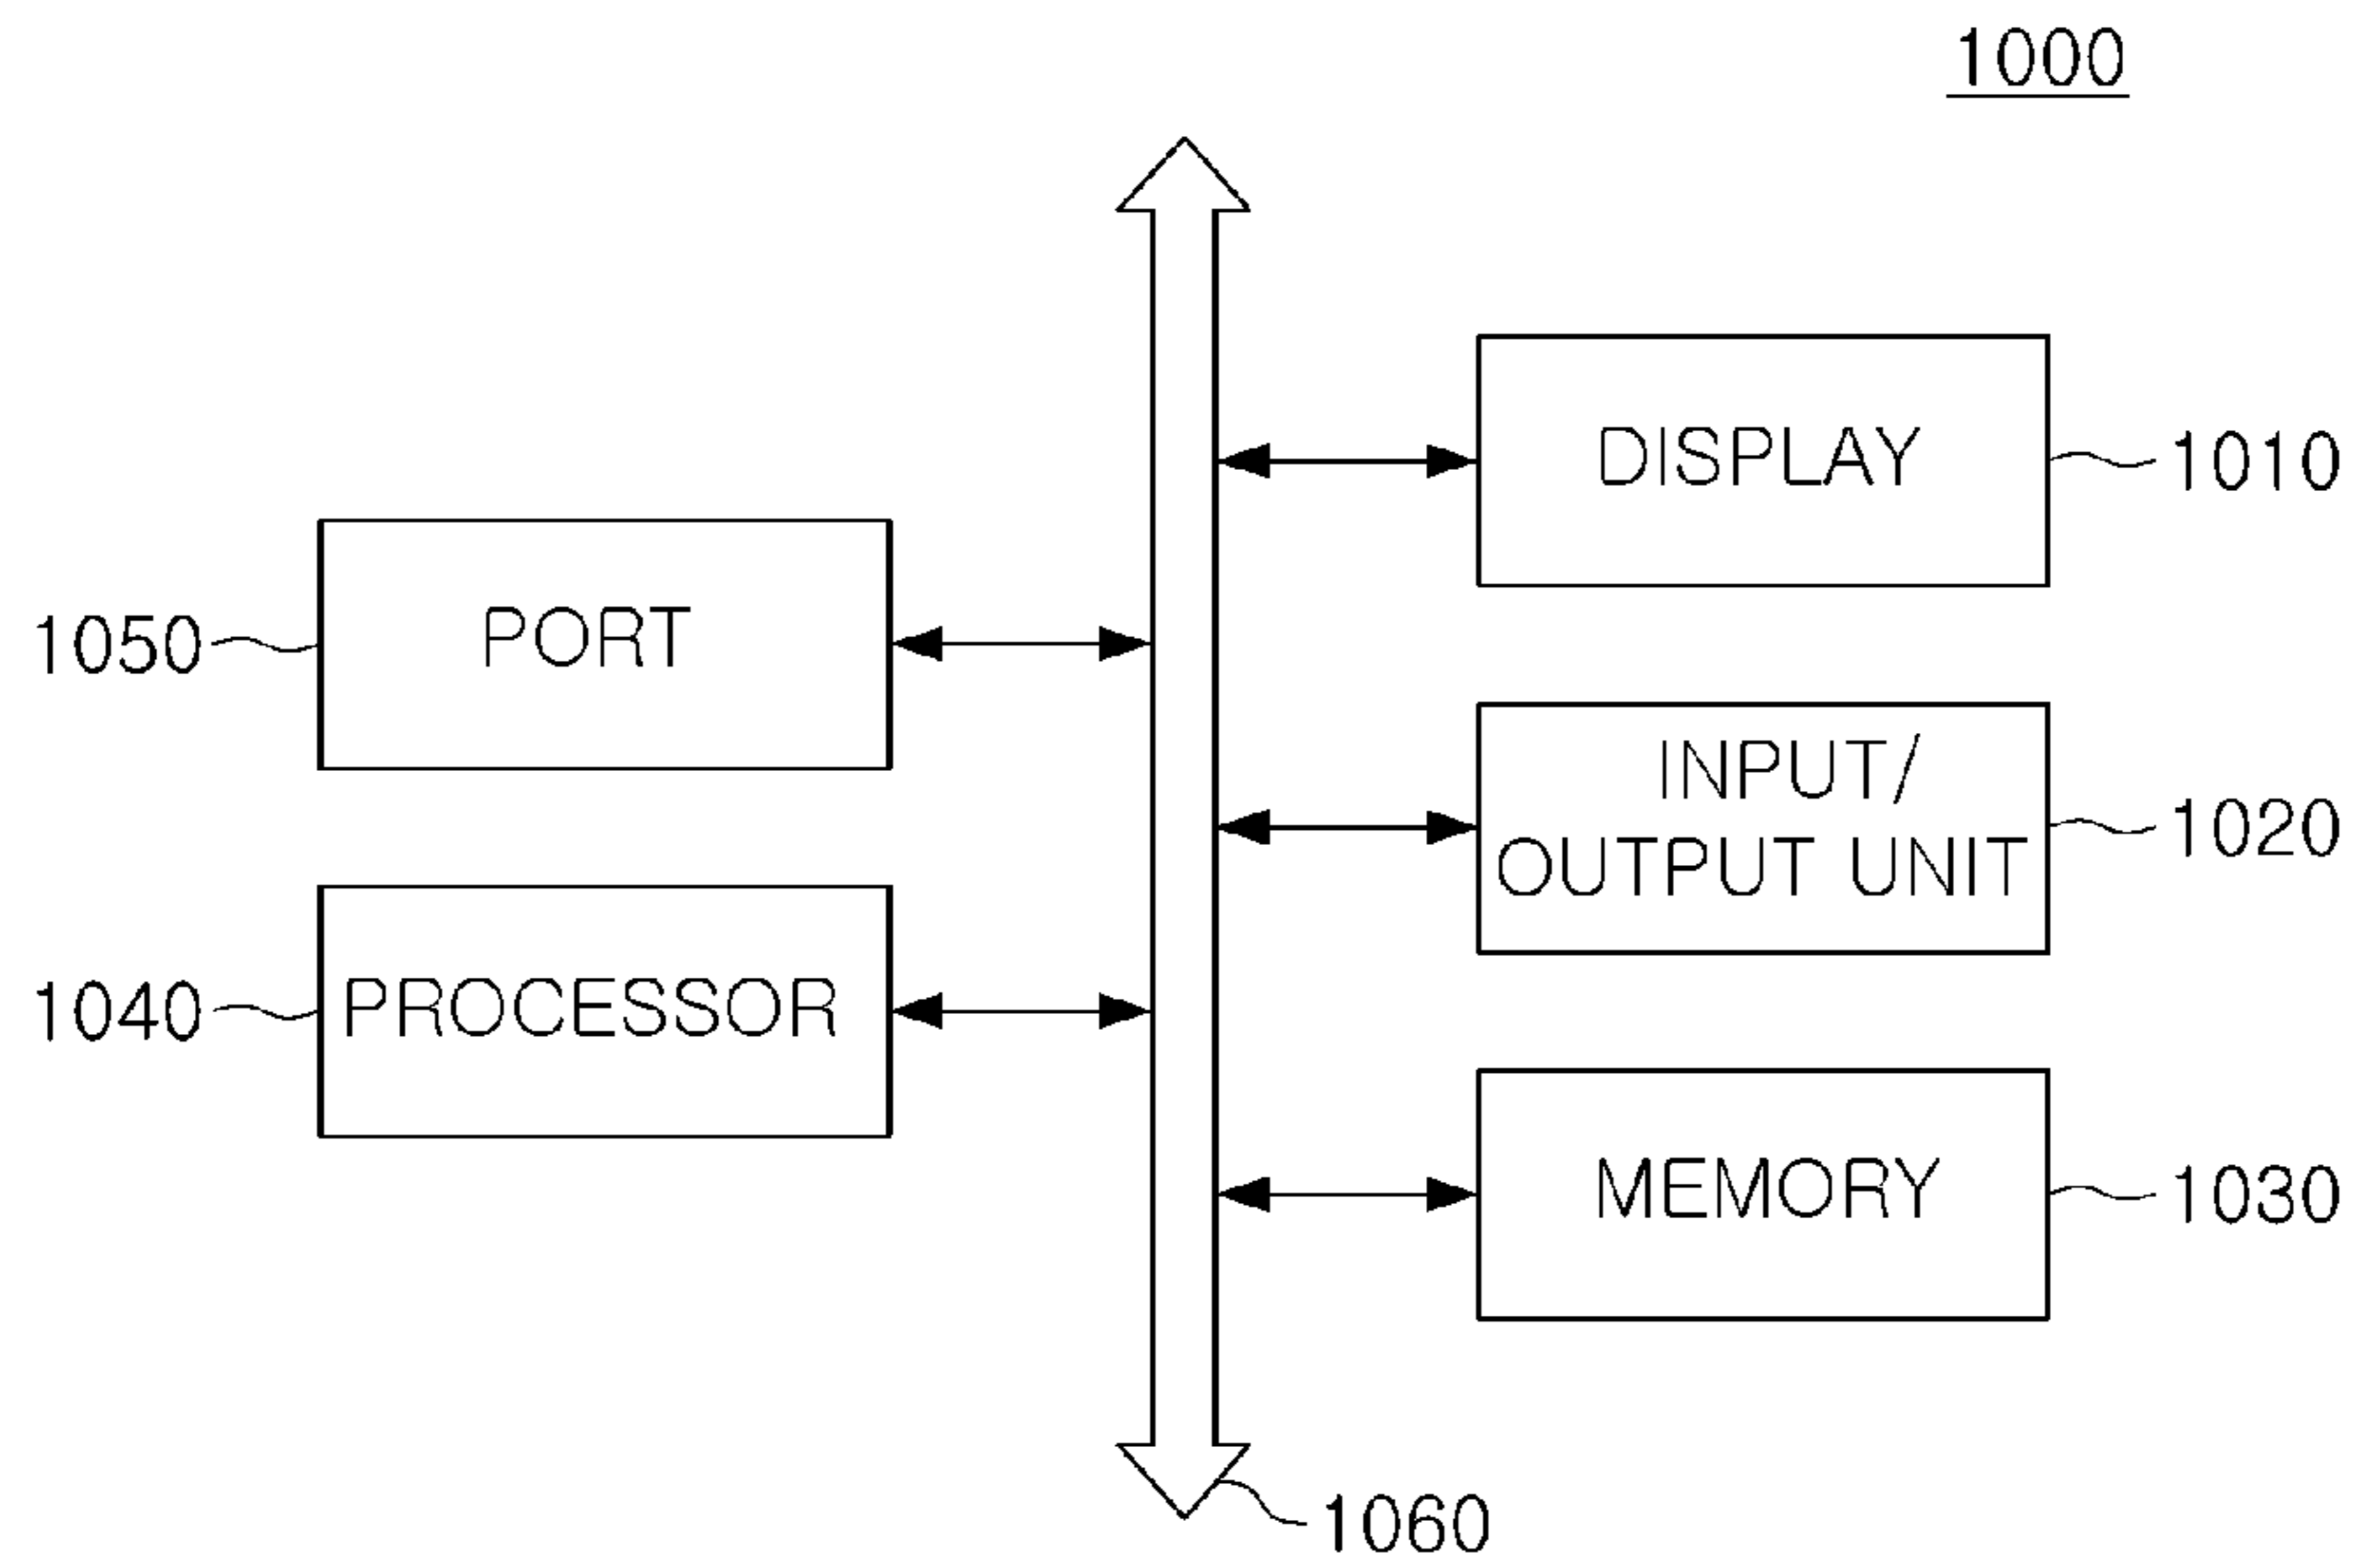 1000
DISPLAY
1010
PORT
1050
INPUT/
OUTPUT UNIT
1020
PROCESSOR
1040
MEMORY
1030
1060